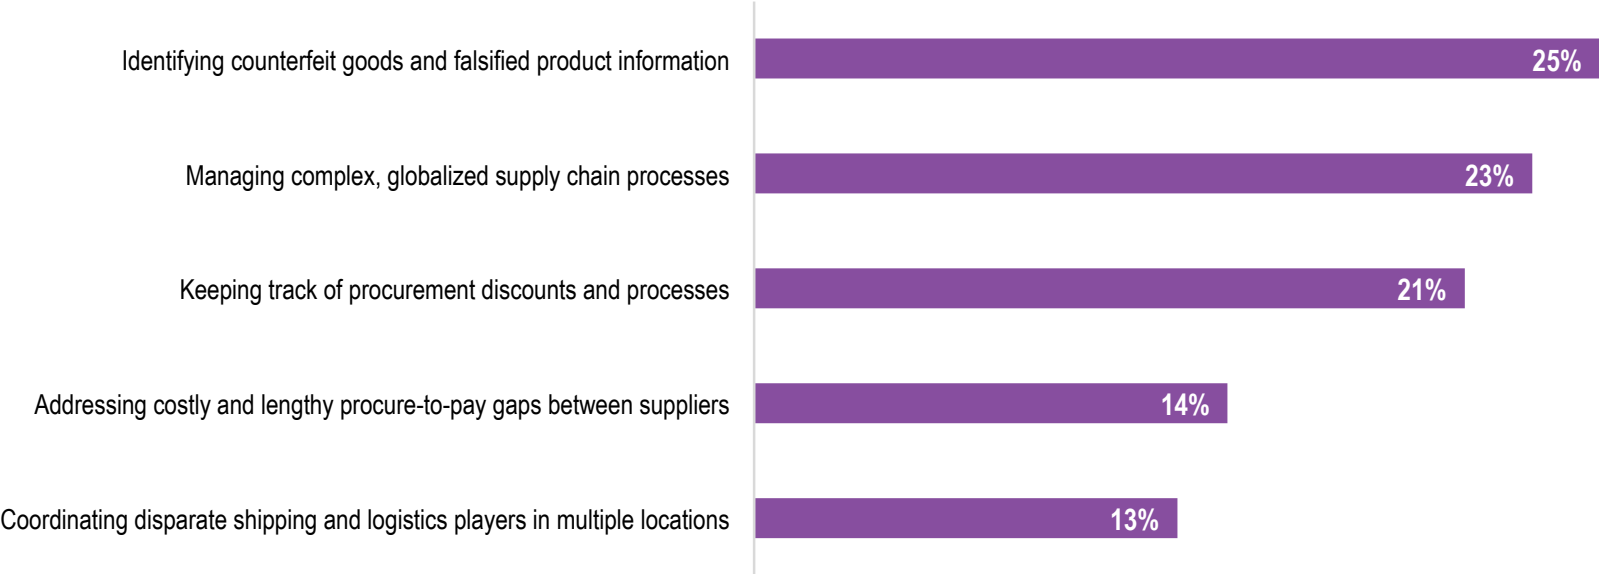 Identifying counterfeit goods and falsified product information 25%
Managing complex, globalized supply chain processes 23%
Keeping track of procurement discounts and processes 21%
Addressing costly and lengthy procure-to-pay gaps between suppliers 14%
Coordinating disparate shipping and logistics players in multiple locations 13%